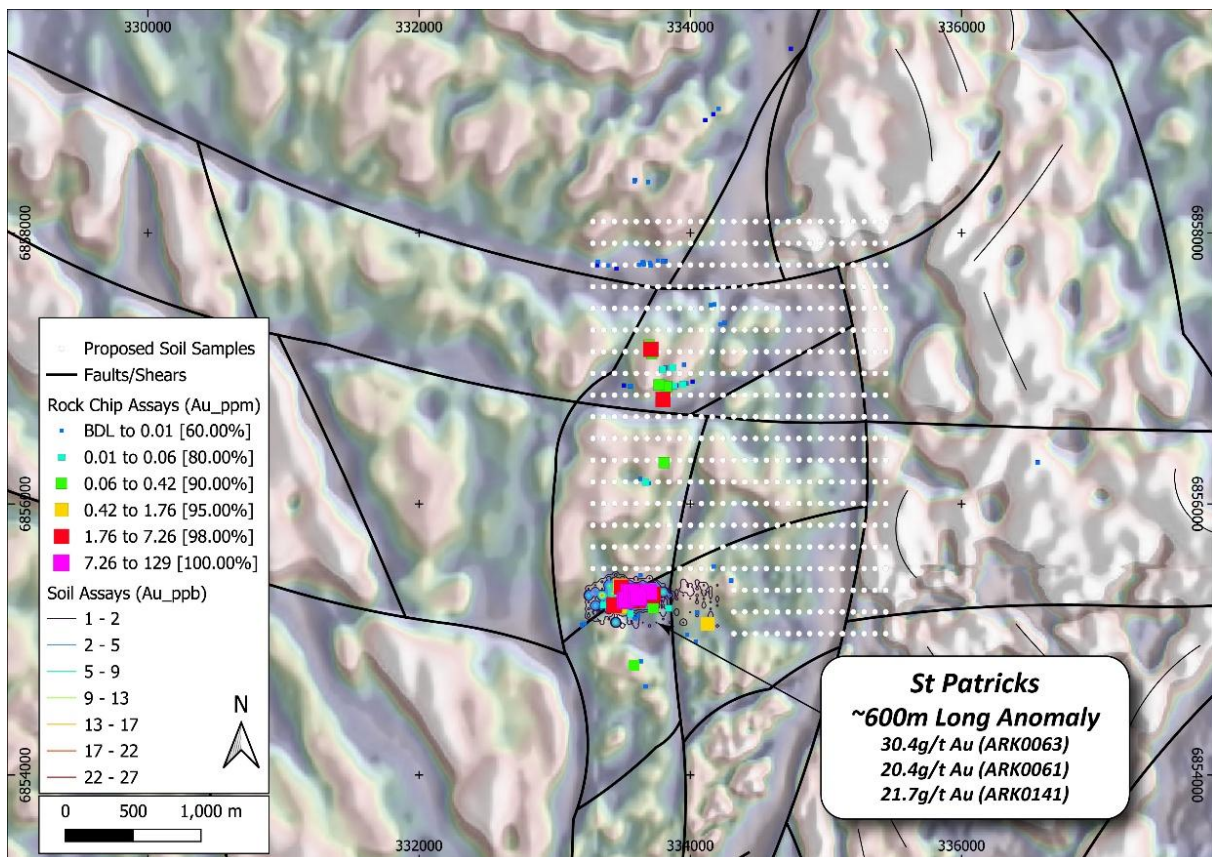 330000
332000
334000
336000
6858000
6858000
6856000
6856000
6854000
6854000
332000
334000
336000
Proposed Soil Samples
Faults/Shears
Rock Chip Assays (Au_ppm)
BDL to 0.01 [60.00%]
0.01 to 0.06 [80.00%]
0.06 to 0.42 [90.00%]
0.42 to 1.76 [95.00%]
1.76 to 7.26 [98.00%]
7.26 to 129 [100.00%]
Soil Assays (Au_ppb)
1 - 2
2 - 5
5 - 9
9 - 13
13 - 17
17 - 22
22 - 27
N
0 500 1,000 m
St Patricks
~600m Long Anomaly
30.4g/t Au (ARK0063)
20.4g/t Au (ARK0061)
21.7g/t Au (ARK0141)